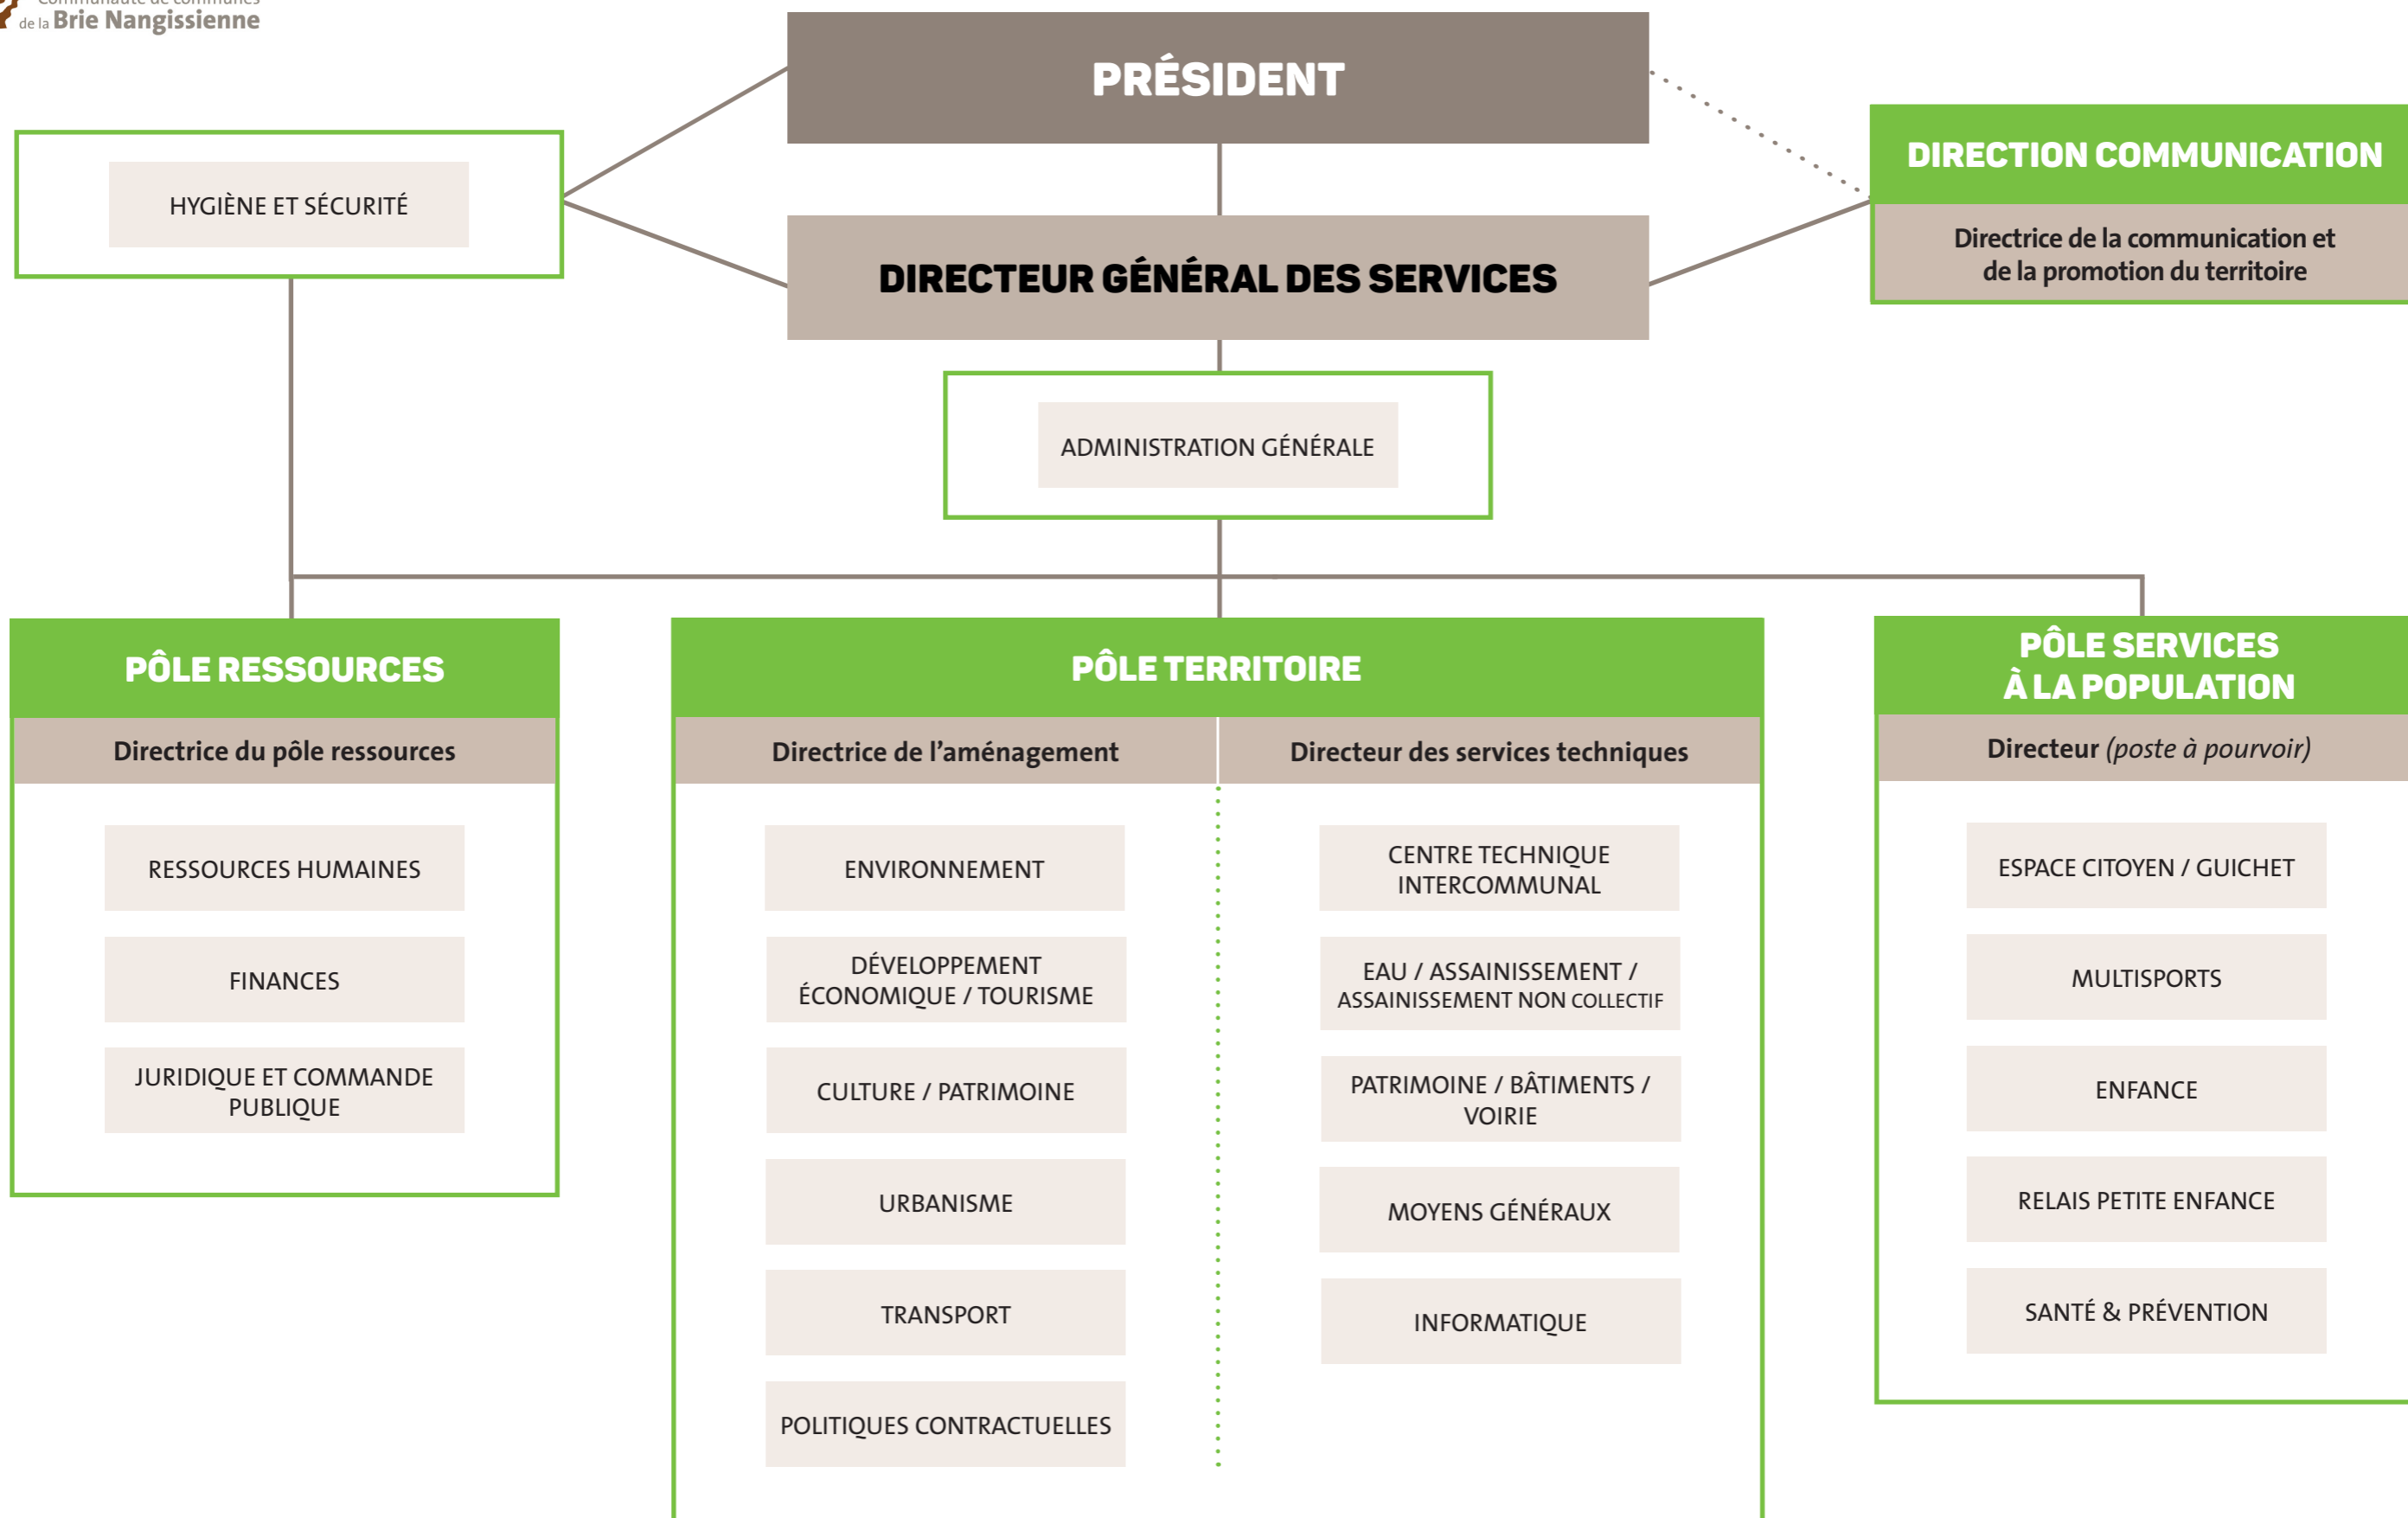 Communauté de communes
de la Brie Nangissienne
PRÉSIDENT
DIRECTION COMMUNICATION
Directrice de la communication et
de la promotion du territoire
HYGIÈNE ET SÉCURITÉ
DIRECTEUR GÉNÉRAL DES SERVICES
ADMINISTRATION GÉNÉRALE
PÔLE RESSOURCES
Directrice du pôle ressources
RESSOURCES HUMAINES
FINANCES
JURIDIQUE ET COMMANDE
PUBLIQUE
PÔLE TERRITOIRE
Directrice de l’aménagement
ENVIRONNEMENT
DÉVELOPPEMENT
ÉCONOMIQUE / TOURISME
CULTURE / PATRIMOINE
URBANISME
TRANSPORT
POLITIQUES CONTRACTUELLES
Directeur des services techniques
CENTRE TECHNIQUE
INTERCOMMUNAL
EAU / ASSAINISSEMENT /
ASSAINISSEMENT NON COLLECTIF
PATRIMOINE / BÂTIMENTS /
VOIRIE
MOYENS GÉNÉRAUX
INFORMATIQUE
PÔLE SERVICES
À LA POPULATION
Directeur (poste à pourvoir)
ESPACE CITOYEN / GUICHET
MULTISPORTS
ENFANCE
RELAIS PETITE ENFANCE
SANTÉ & PRÉVENTION